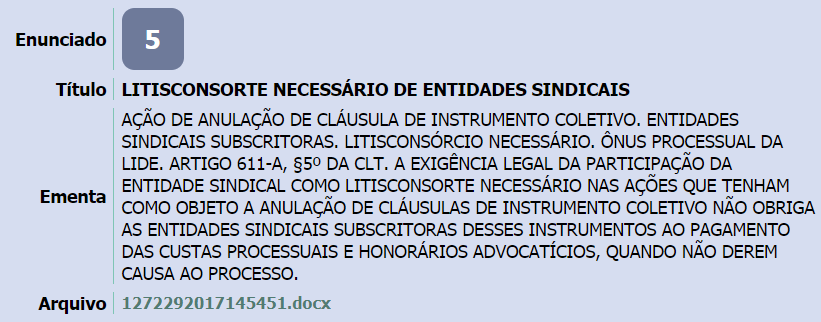 Enunciado 5
Título LITISCONSORTE NECESSÁRIO DE ENTIDADES SINDICAIS
AÇÃO DE ANULAÇÃO DE CLÁUSULA DE INSTRUMENTO COLETIVO. ENTIDADES
SINDICAIS SUBSCRITORAS. LITISCONSÓRCIO NECESSÁRIO. ÔNUS PROCESSUAL DA
LIDE. ARTIGO 611-A, §5º DA CLT. A EXIGÊNCIA LEGAL DA PARTICIPAÇÃO DA
Ementa ENTIDADE SINDICAL COMO LITISCONSORTE NECESSÁRIO NAS AÇÕES QUE TENHAM
COMO OBJETO A ANULAÇÃO DE CLÁUSULAS DE INSTRUMENTO COLETIVO NÃO OBRIGA
AS ENTIDADES SINDICAIS SUBSCRITORAS DESSES INSTRUMENTOS AO PAGAMENTO
DAS CUSTAS PROCESSUAIS E HONORÁRIOS ADVOCATÍCIOS, QUANDO NÃO DEREM
CAUSA AO PROCESSO.
Arquivo 1272292017145451.docx